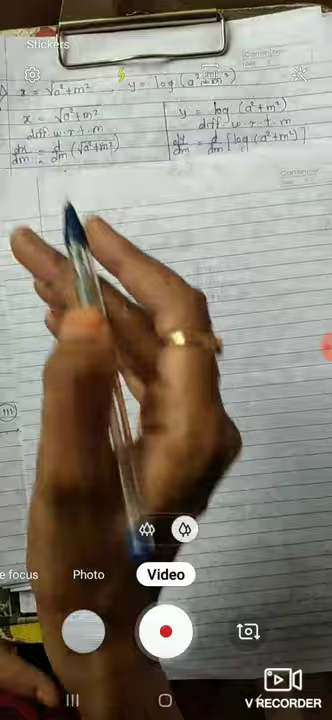 Stickers
x = √a²+m² , y = log (a²+m²)
x = √a²+m²
diff w.r.t. m
dx/dm = d/dm (√a²+m²)
y = log (a²+m²)
diff w.r.t m
dy/dm = d/dm [log (a²+m²)]
(III)
e focus Photo Video
V RECORDER